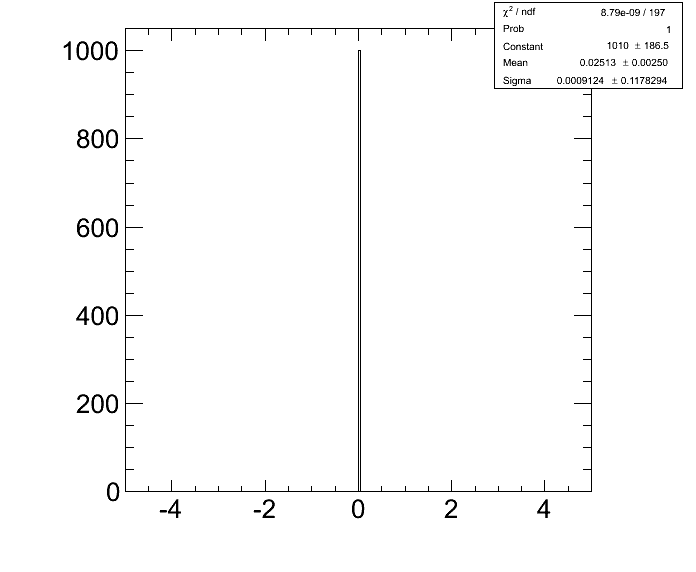 χ² / ndf 8.79e-09 / 197
Prob 1
Constant 1010 ± 186.5
Mean 0.02513 ± 0.00250
Sigma 0.0009124 ± 0.1178294
1000
800
600
400
200
0
-4 -2 0 2 4